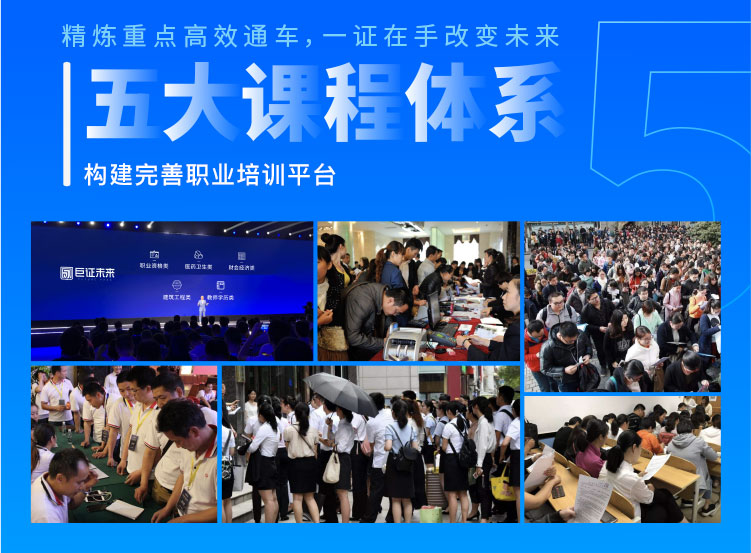 精炼重点高效通车,一证在手改变未来
五大课程体系
构建完善职业培训平台
5
巨证未来
职业资格类 医药卫生类 财会经济类
建筑工程类 教师学历类